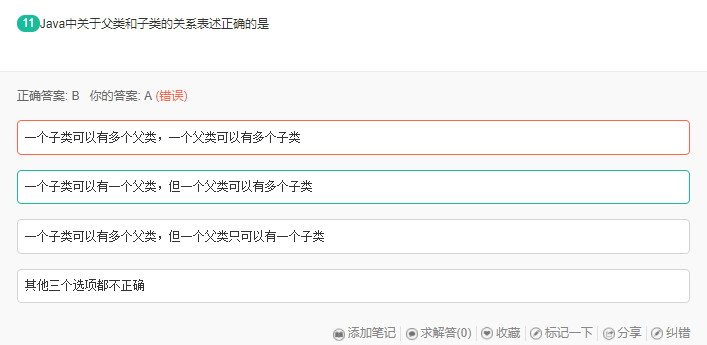 11 Java中关于父类和子类的关系表述正确的是
正确答案: B 你的答案: A (错误)
一个子类可以有多个父类，一个父类可以有多个子类
一个子类可以有一个父类，但一个父类可以有多个子类
一个子类可以有多个父类，但一个父类只可以有一个子类
其他三个选项都不正确
添加笔记 求解答(0) 收藏 标记一下 分享 纠错